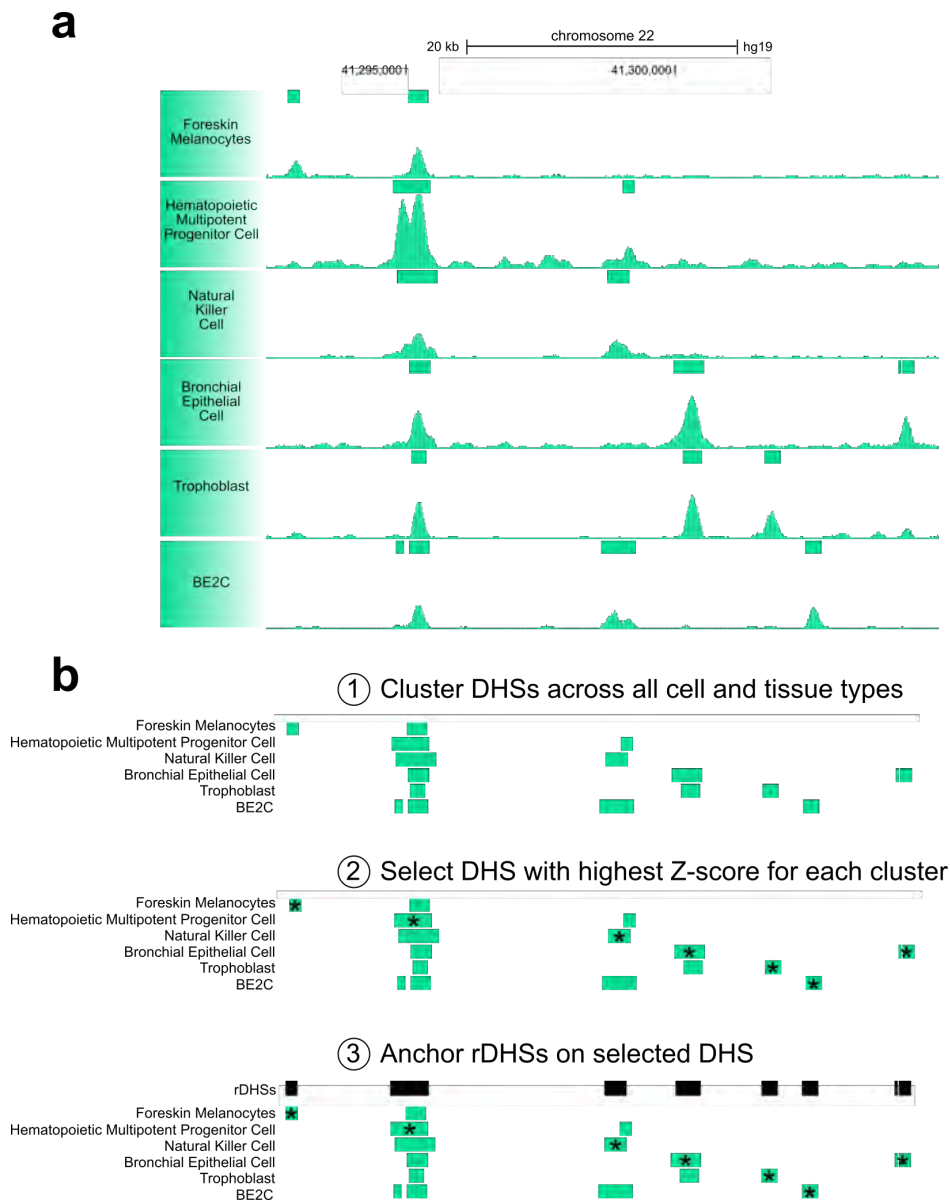 a
chromosome 22
20 kb
hg19
41,295,000
41,300,000
Foreskin
Melanocytes
Hematopoietic
Multipotent
Progenitor Cell
Natural
Killer
Cell
Bronchial
Epithelial
Cell
Trophoblast
BE2C
b
1 Cluster DHSs across all cell and tissue types
Foreskin Melanocytes
Hematopoietic Multipotent Progenitor Cell
Natural Killer Cell
Bronchial Epithelial Cell
Trophoblast
BE2C
2 Select DHS with highest Z-score for each cluster
Foreskin Melanocytes
Hematopoietic Multipotent Progenitor Cell
Natural Killer Cell
Bronchial Epithelial Cell
Trophoblast
BE2C
3 Anchor rDHSs on selected DHS
rDHSs
Foreskin Melanocytes
Hematopoietic Multipotent Progenitor Cell
Natural Killer Cell
Bronchial Epithelial Cell
Trophoblast
BE2C